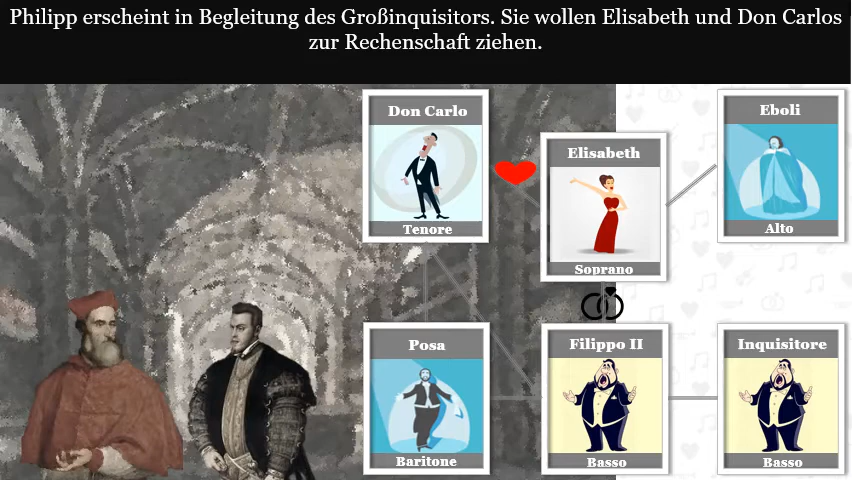 Philipp erscheint in Begleitung des Großinquisitors. Sie wollen Elisabeth und Don Carlos
zur Rechenschaft ziehen.
Don Carlo
Tenore
Elisabeth
Soprano
Eboli
Alto
Posa
Baritone
Filippo II
Basso
Inquisitore
Basso